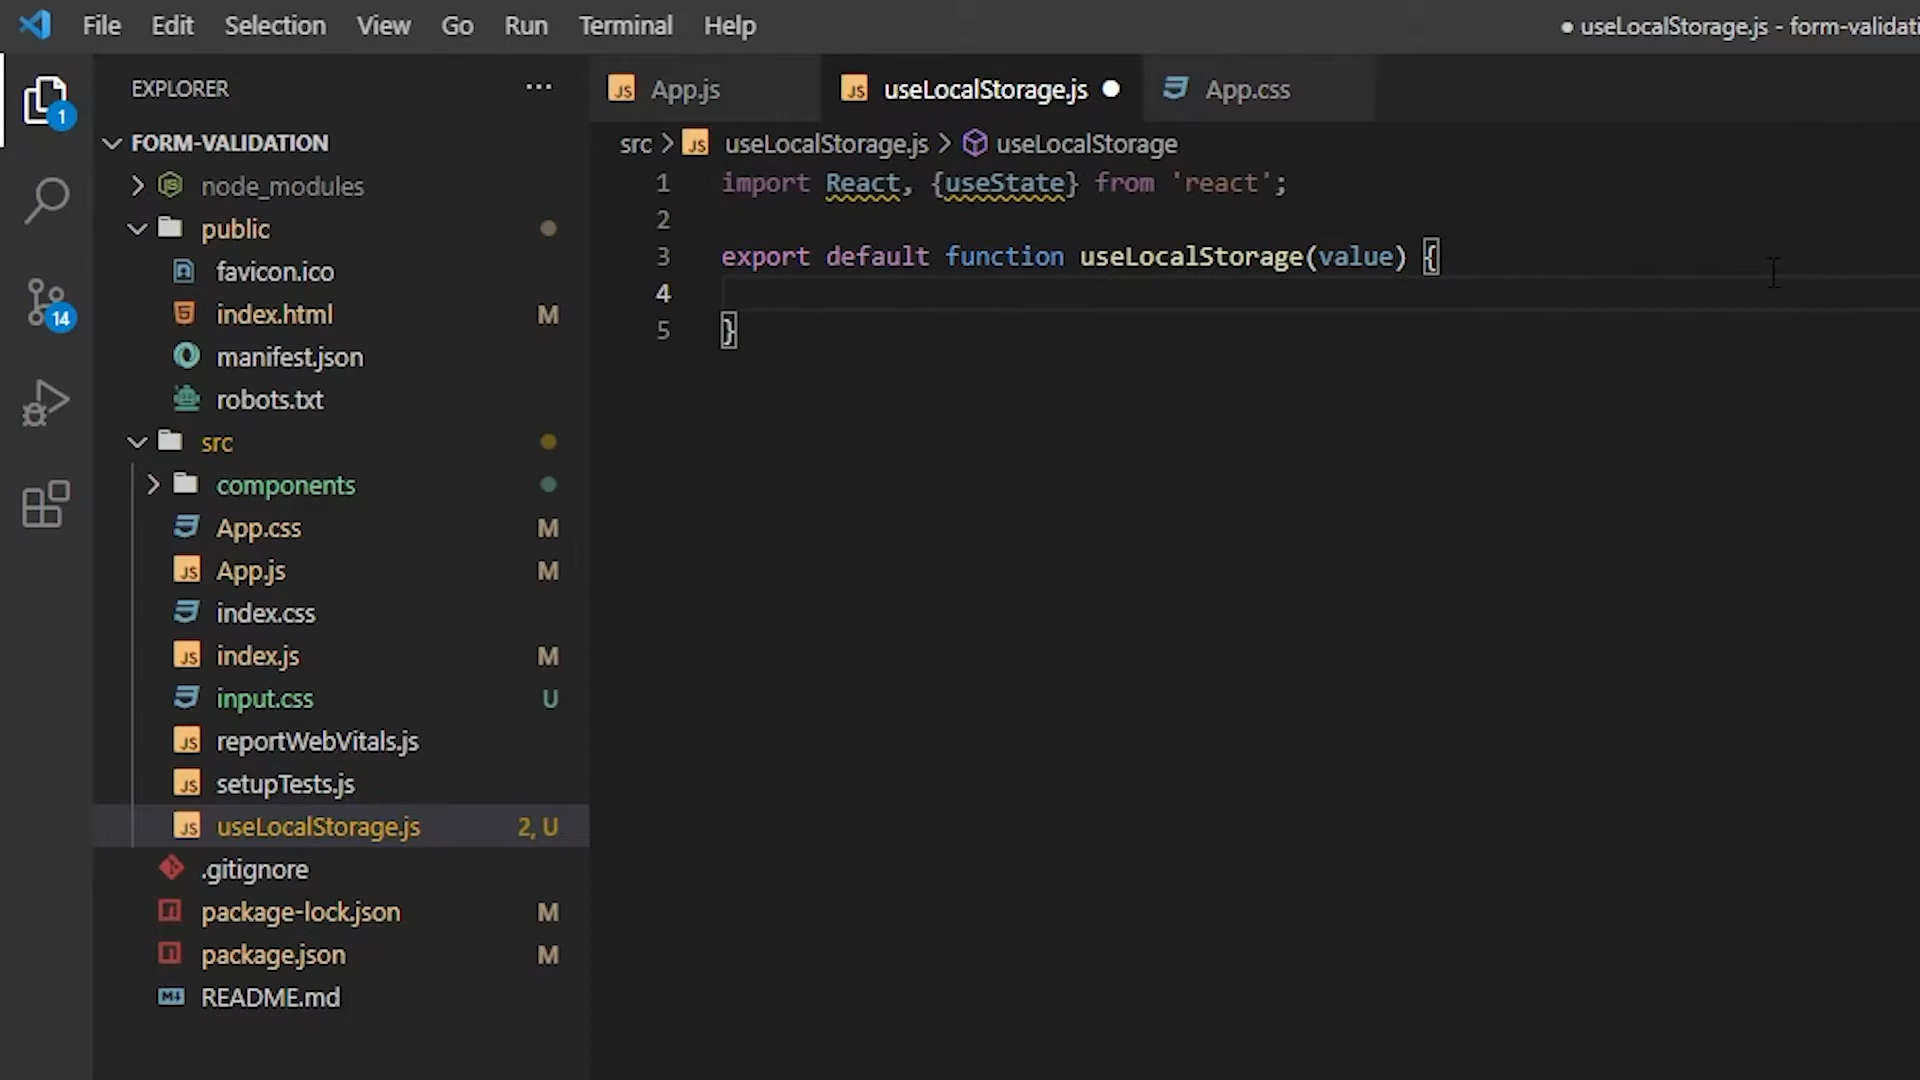 File Edit Selection View Go Run Terminal Help
● useLocalStorage.js - form-validati
EXPLORER ···
FORM-VALIDATION
node_modules
public
favicon.ico
index.html M
manifest.json
robots.txt
src
components
App.css M
App.js M
index.css
index.js M
input.css U
reportWebVitals.js
setupTests.js
useLocalStorage.js 2, U
.gitignore
package-lock.json M
package.json M
README.md
1
14
JS App.js
JS useLocalStorage.js ●
App.css
src > JS useLocalStorage.js > useLocalStorage
1 import React, {useState} from 'react';
2
3 export default function useLocalStorage(value) {
4
5 }